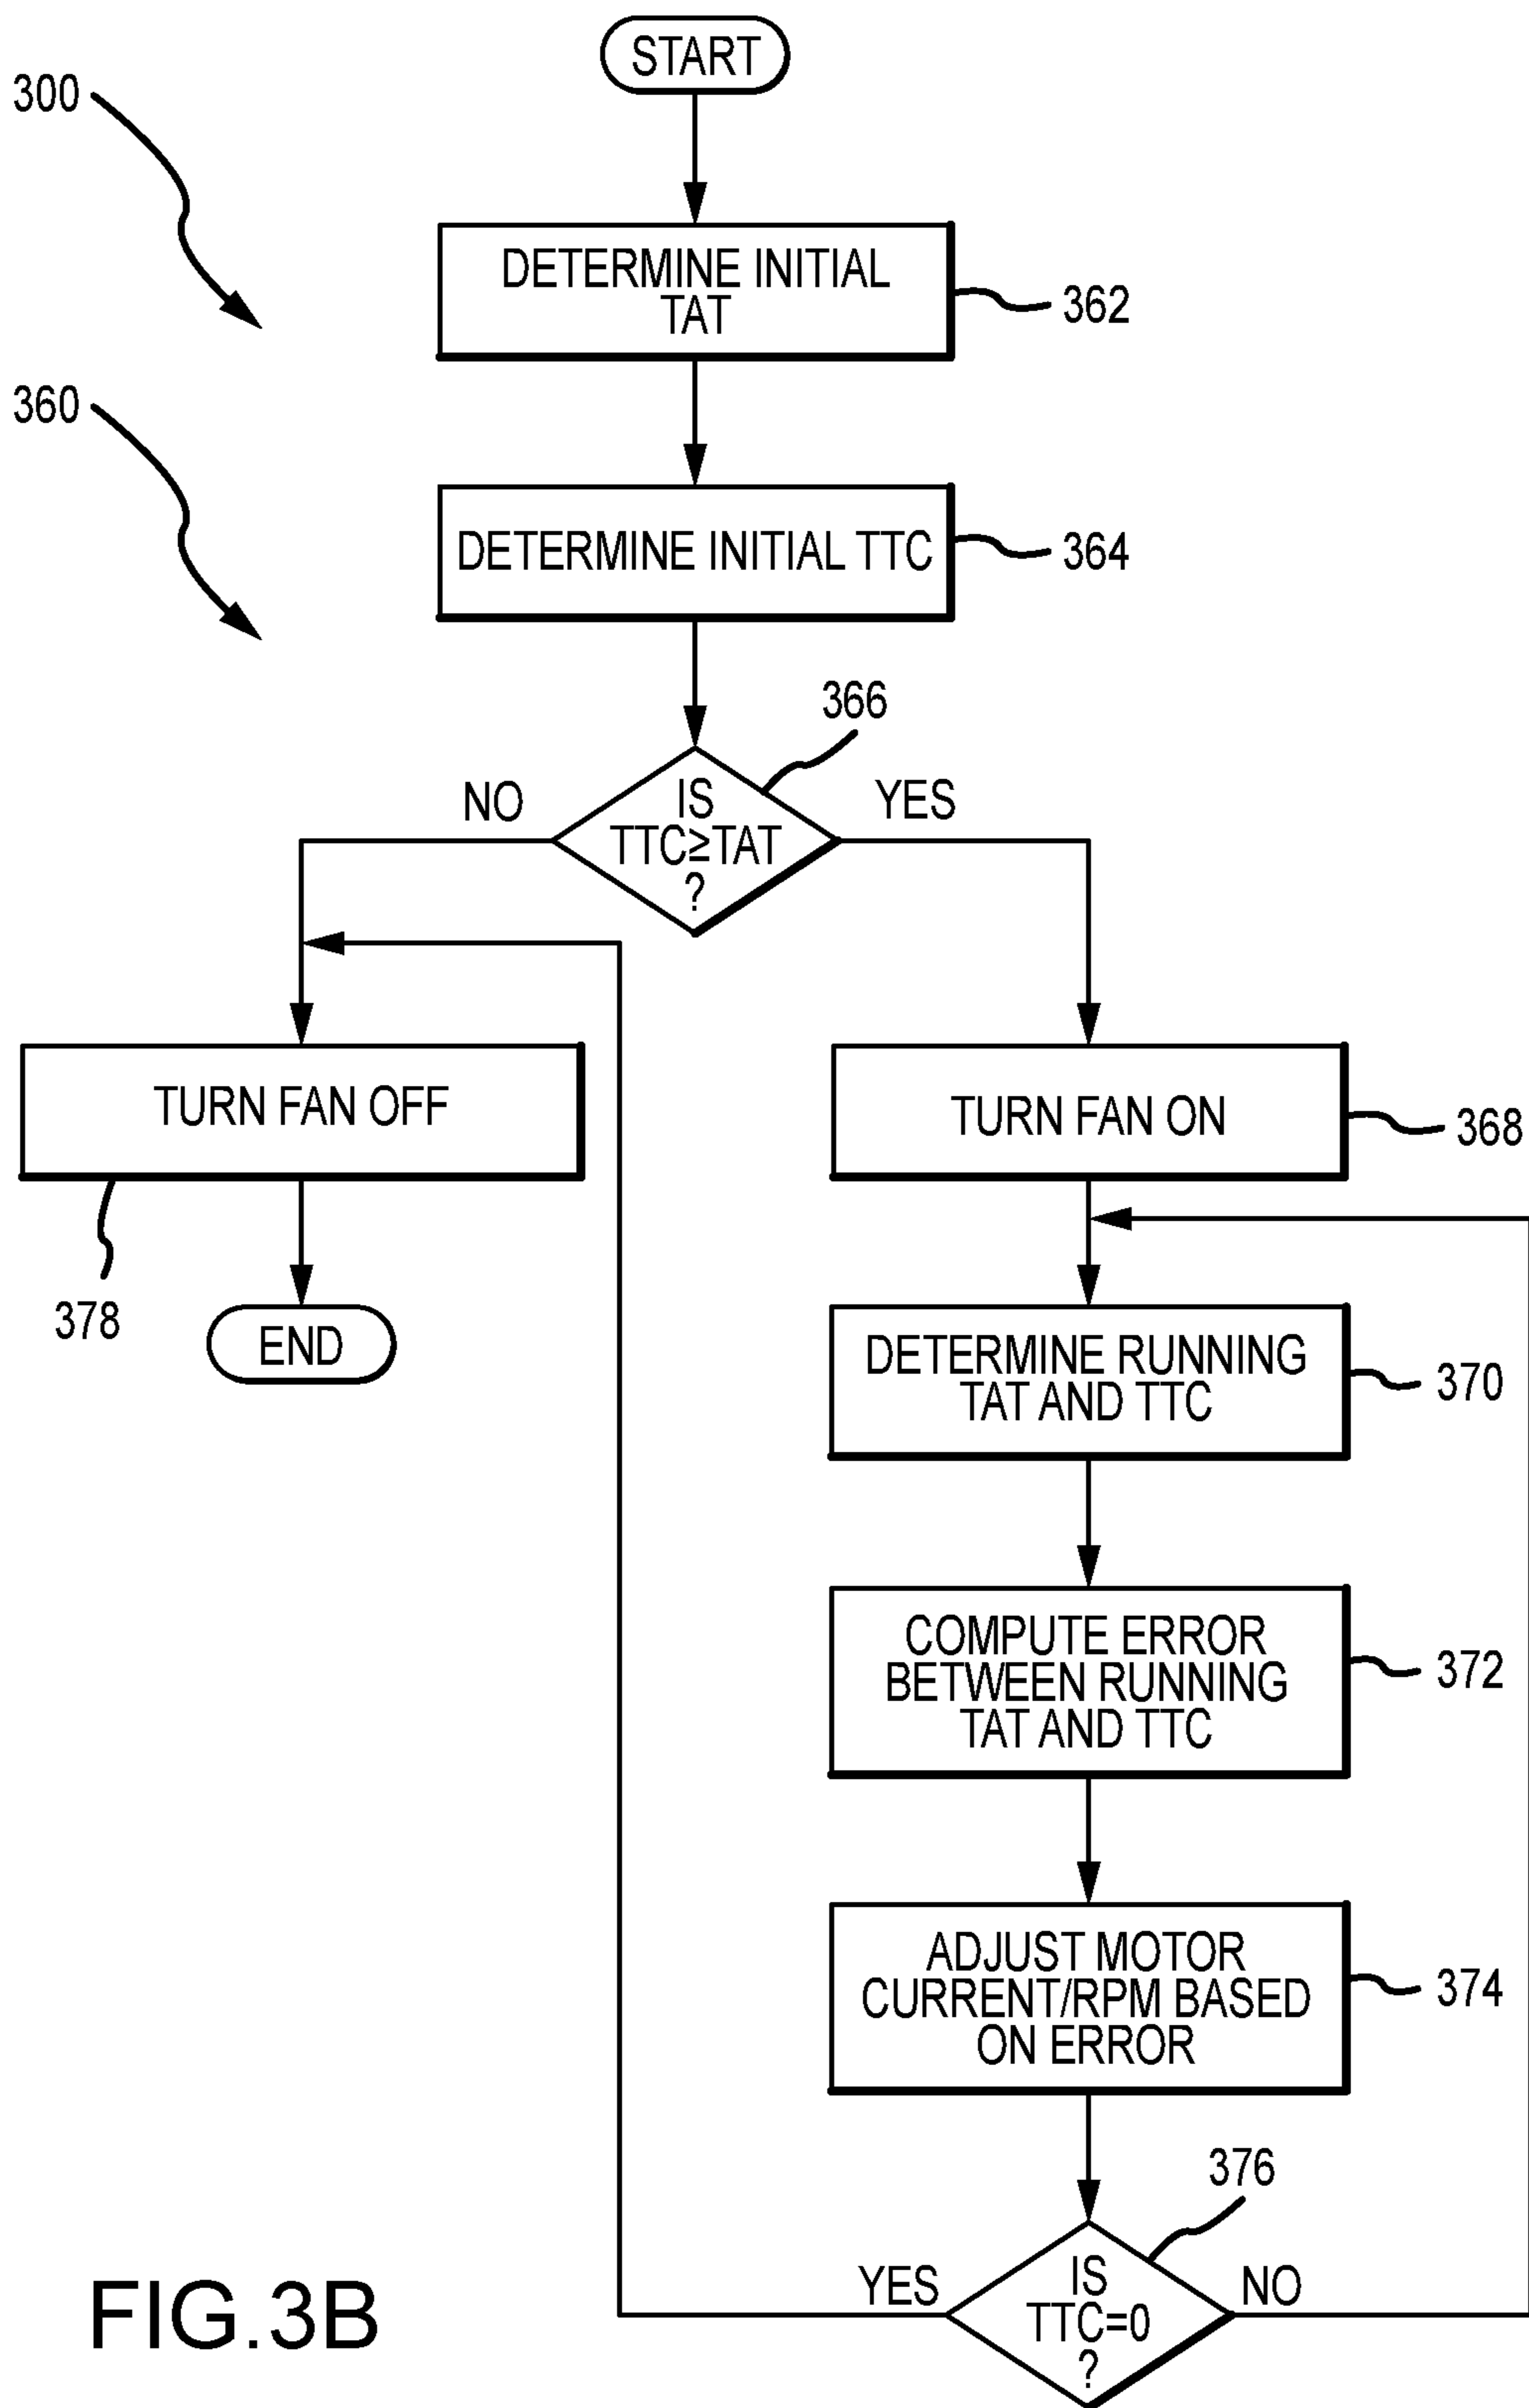 START
300
DETERMINE INITIAL
TAT
362
360
DETERMINE INITIAL TTC
364
366
NO
IS
TTC≥TAT
?
YES
TURN FAN OFF
TURN FAN ON
368
378
END
DETERMINE RUNNING
TAT AND TTC
370
COMPUTE ERROR
BETWEEN RUNNING
TAT AND TTC
372
ADJUST MOTOR
CURRENT/RPM BASED
ON ERROR
374
376
YES
IS
TTC=0
?
NO
FIG.3B